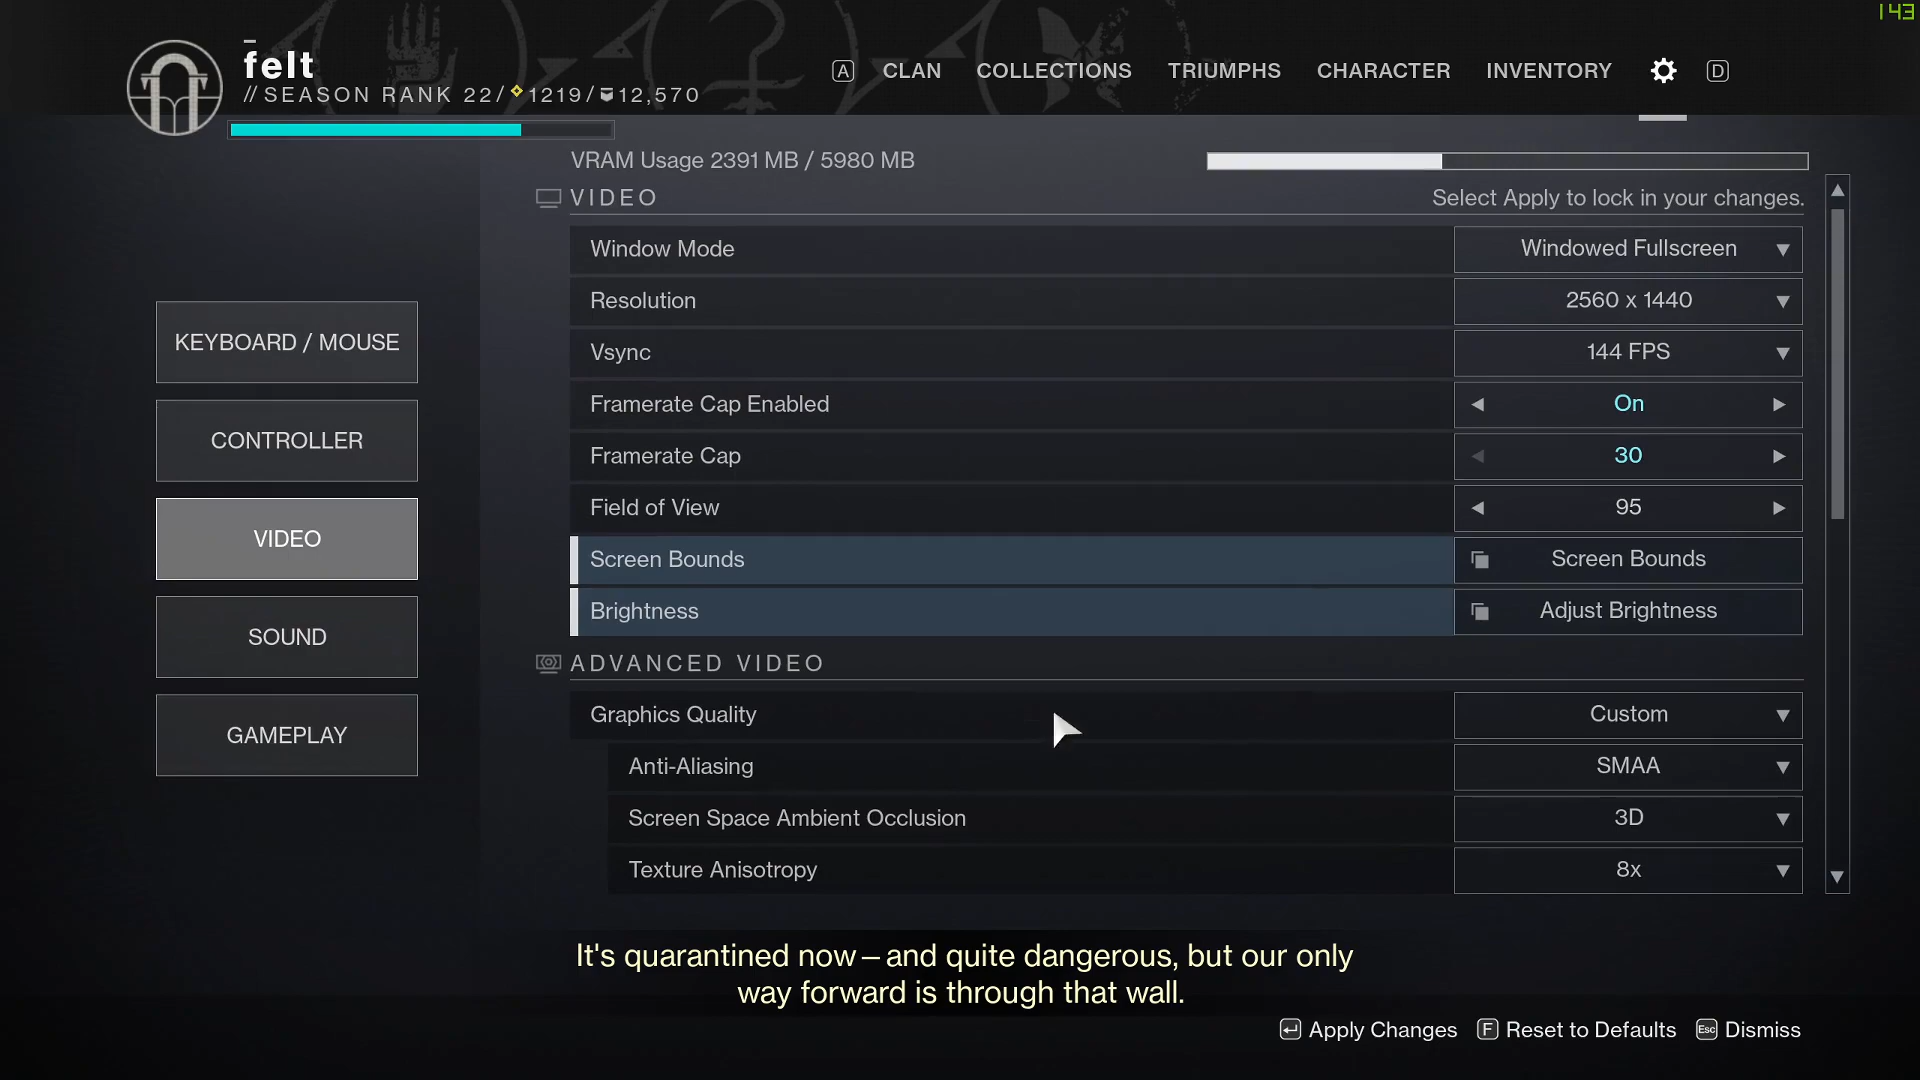 143
felt
// SEASON RANK 22/ 1219/ 12,570
A CLAN COLLECTIONS TRIUMPHS CHARACTER INVENTORY D
VRAM Usage 2391 MB / 5980 MB
VIDEO Select Apply to lock in your changes.
Window Mode Windowed Fullscreen
Resolution 2560 x 1440
Vsync 144 FPS
Framerate Cap Enabled On
Framerate Cap 30
Field of View 95
Screen Bounds Screen Bounds
Brightness Adjust Brightness
ADVANCED VIDEO
Graphics Quality Custom
Anti-Aliasing SMAA
Screen Space Ambient Occlusion 3D
Texture Anisotropy 8x
KEYBOARD / MOUSE
CONTROLLER
VIDEO
SOUND
GAMEPLAY
It's quarantined now—and quite dangerous, but our only
way forward is through that wall.
Apply Changes F Reset to Defaults Esc Dismiss